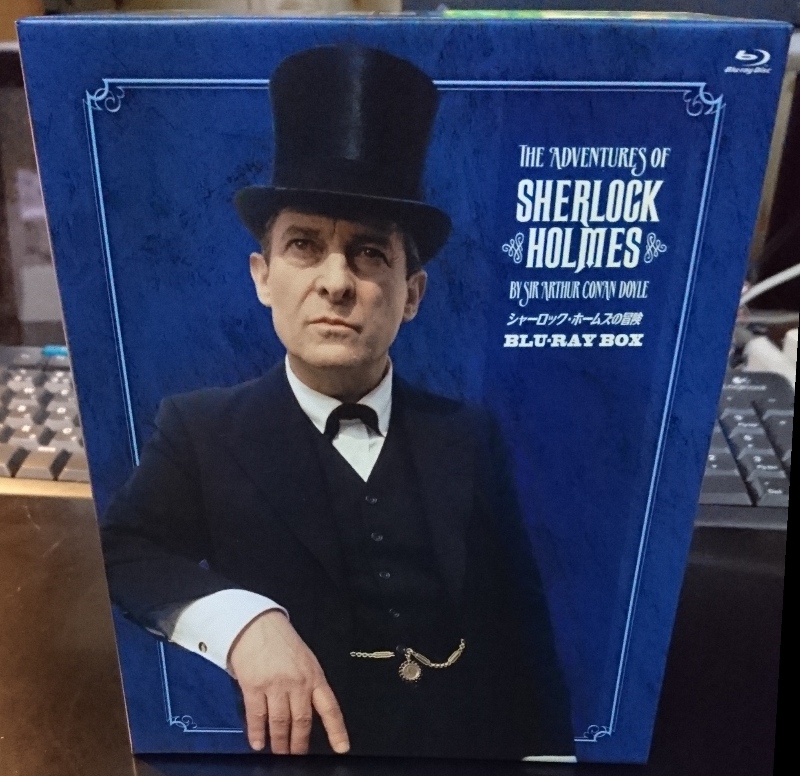 Blu-ray Disc
THE ADVENTURES OF
SHERLOCK
HOLMES
BY SIR ARTHUR CONAN DOYLE
シャーロック・ホームズの冒険
BLU-RAY BOX